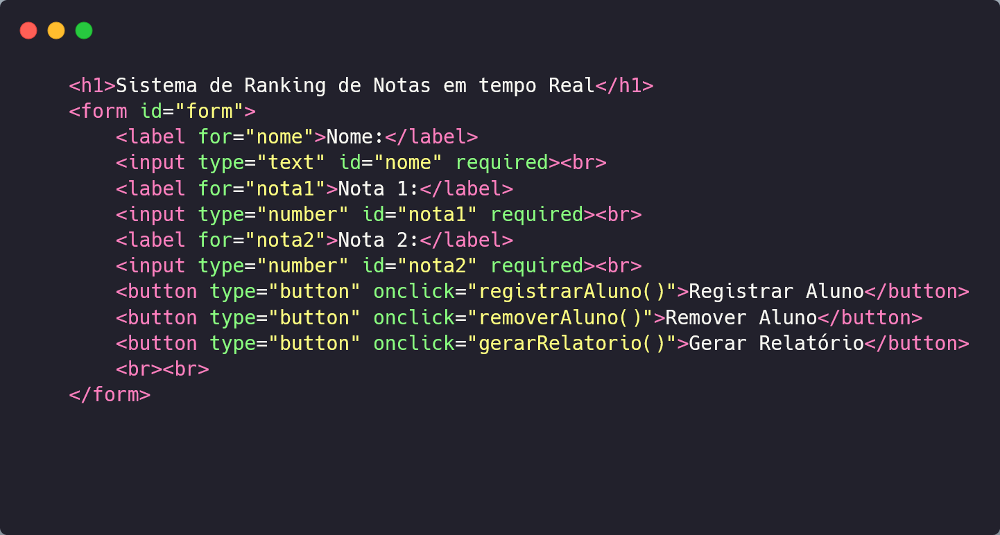 <h1>Sistema de Ranking de Notas em tempo Real</h1>
<form id="form">
    <label for="nome">Nome:</label>
    <input type="text" id="nome" required><br>
    <label for="nota1">Nota 1:</label>
    <input type="number" id="nota1" required><br>
    <label for="nota2">Nota 2:</label>
    <input type="number" id="nota2" required><br>
    <button type="button" onclick="registrarAluno()">Registrar Aluno</button>
    <button type="button" onclick="removerAluno()">Remover Aluno</button>
    <button type="button" onclick="gerarRelatorio()">Gerar Relatório</button>
    <br><br>
</form>